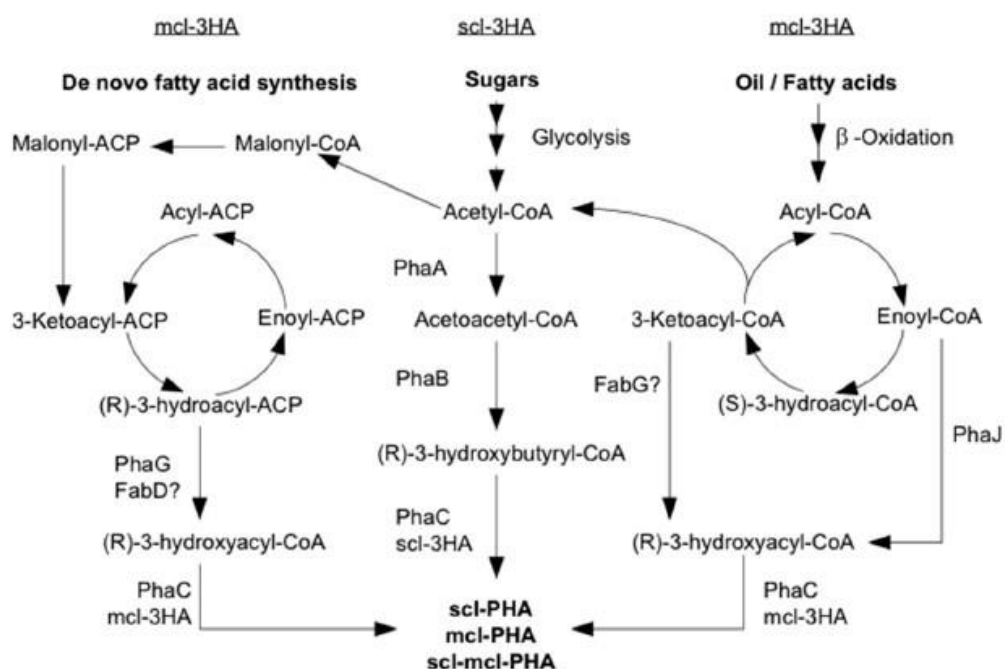 mcl-3HA
scl-3HA
mcl-3HA
De novo fatty acid synthesis
Sugars
Oil / Fatty acids
Malonyl-ACP
Malonyl-CoA
Glycolysis
β -Oxidation
Acyl-ACP
Acetyl-CoA
Acyl-CoA
PhaA
3-Ketoacyl-ACP
Enoyl-ACP
Acetoacetyl-CoA
3-Ketoacyl-CoA
Enoyl-CoA
PhaB
FabG?
(R)-3-hydroacyl-ACP
(S)-3-hydroacyl-CoA
PhaJ
(R)-3-hydroxybutyryl-CoA
PhaG
FabD?
PhaC
scl-3HA
(R)-3-hydroxyacyl-CoA
(R)-3-hydroxyacyl-CoA
PhaC
mcl-3HA
PhaC
mcl-3HA
scl-PHA
mcl-PHA
scl-mcl-PHA